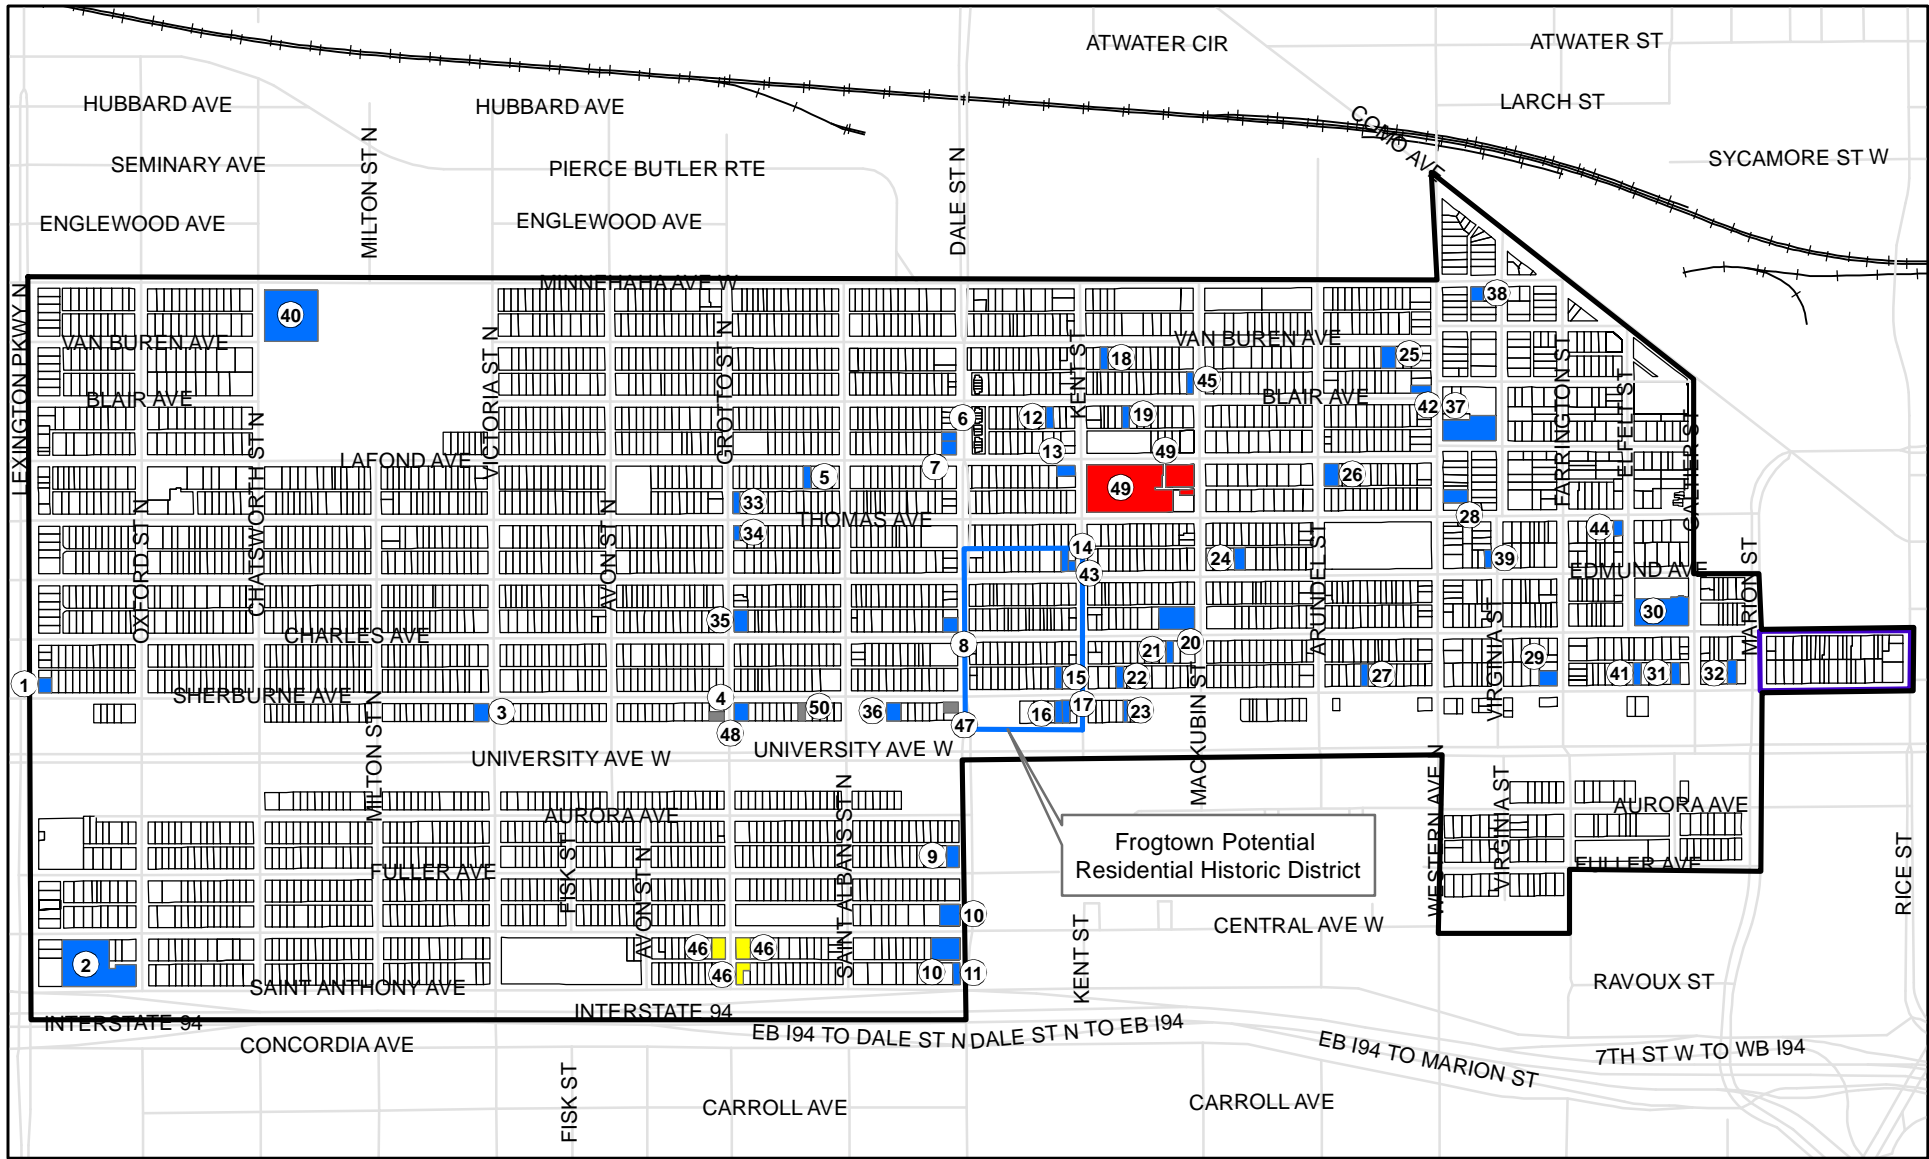 ATWATER CIR
ATWATER ST
HUBBARD AVE
HUBBARD AVE
LARCH ST
COMO AVE
SEMINARY AVE
MILTON ST N
PIERCE BUTLER RTE
DALE ST N
SYCAMORE ST W
ENGLEWOOD AVE
ENGLEWOOD AVE
MINNEHAHA AVE W
LEXINGTON PKWY N
40
38
VAN BUREN AVE
VICTORIA ST N
GROTTO ST N
KENT ST
VAN BUREN AVE
18
25
FARRINGTON ST
ELFELT ST
BLAIR AVE
45
BLAIR AVE
42
37
6
12
19
CHATSWORTH ST N
GALTIER ST
LAFOND AVE
7
13
49
5
49
26
33
OXFORD ST N
AVON ST N
THOMAS AVE
28
34
14
24
ARUNDEL ST
39
44
EDMUND AVE
MARION ST
43
35
30
CHARLES AVE
8
21
20
VIRGINIA ST
29
1
SHERBURNE AVE
MILTON ST N
15
22
27
41
31
32
3
4
50
36
47
16
17
23
MACKUBIN ST
48
UNIVERSITY AVE W
UNIVERSITY AVE W
WESTERN AVE N
VIRGINIA ST
SAINT ALBANS ST N
AURORA AVE
AURORA AVE
Frogtown Potential
Residential Historic District
FISK ST
AVON ST N
9
FULLER AVE
FULLER AVE
RICE ST
10
KENT ST
CENTRAL AVE W
46
46
2
46
10
11
SAINT ANTHONY AVE
RAVOUX ST
INTERSTATE 94
INTERSTATE 94
EB I94 TO DALE ST N
DALE ST N TO EB I94
CONCORDIA AVE
EB I94 TO MARION ST
7TH ST W TO WB I94
FISK ST
CARROLL AVE
CARROLL AVE